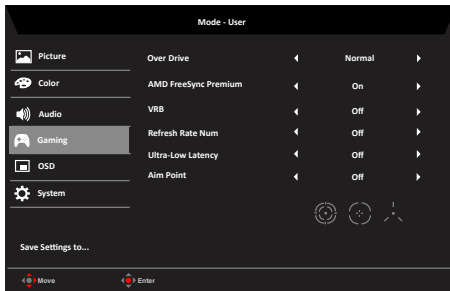 Mode - User
Picture
Color
Audio
Gaming
OSD
System
Save Settings to...
Over Drive Normal
AMD FreeSync Premium On
VRB Off
Refresh Rate Num Off
Ultra-Low Latency Off
Aim Point Off
Move Enter